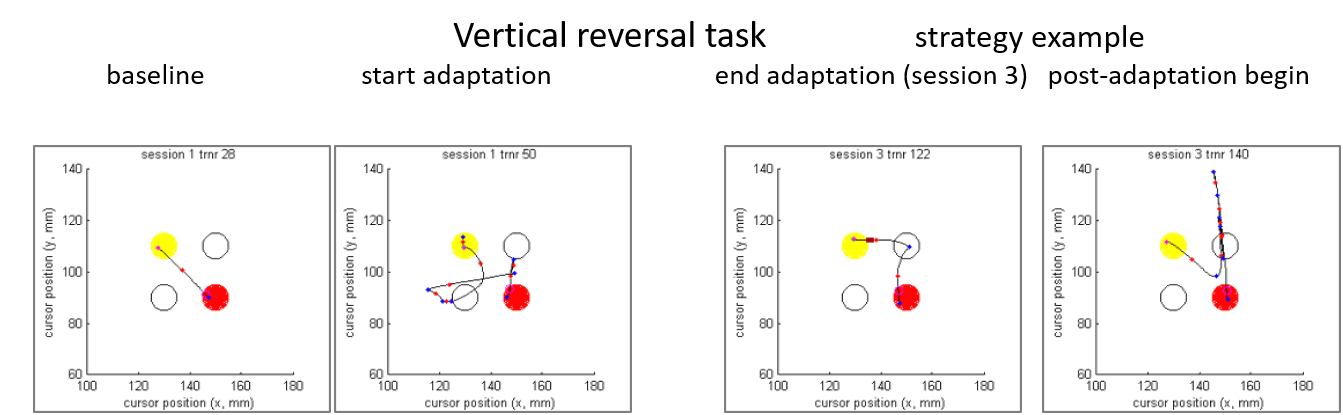 Vertical reversal task strategy example
baseline start adaptation end adaptation (session 3) post-adaptation begin
session 1 trnr 28
140
120
100
80
60
100 120 140 160 180
cursor position (y, mm)
cursor position (x, mm)
session 1 trnr 50
140
120
100
80
60
100 120 140 160 180
cursor position (y, mm)
cursor position (x, mm)
session 3 trnr 122
140
120
100
80
60
100 120 140 160 180
cursor position (y, mm)
cursor position (x, mm)
session 3 trnr 140
140
120
100
80
60
100 120 140 160 180
cursor position (y, mm)
cursor position (x, mm)